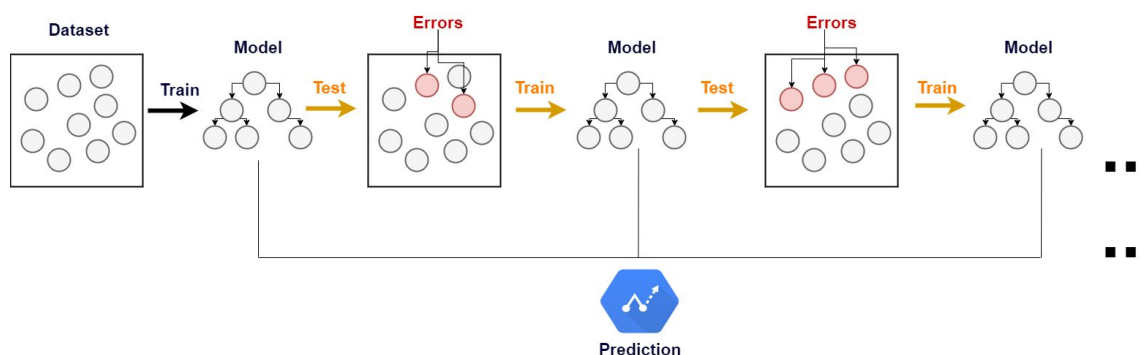 Dataset
Train
Model
Test
Errors
Train
Model
Test
Errors
Train
Model
Prediction